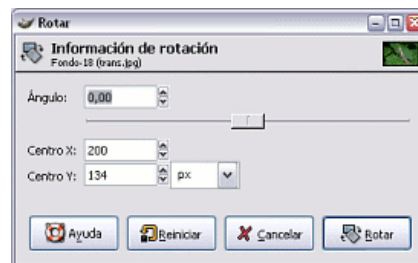 Rotar
Información de rotación
Fondo-18 (trans.jpg)
Ángulo: 0,00
Centro X: 200
Centro Y: 134 px
Ayuda Reiniciar Cancelar Rotar